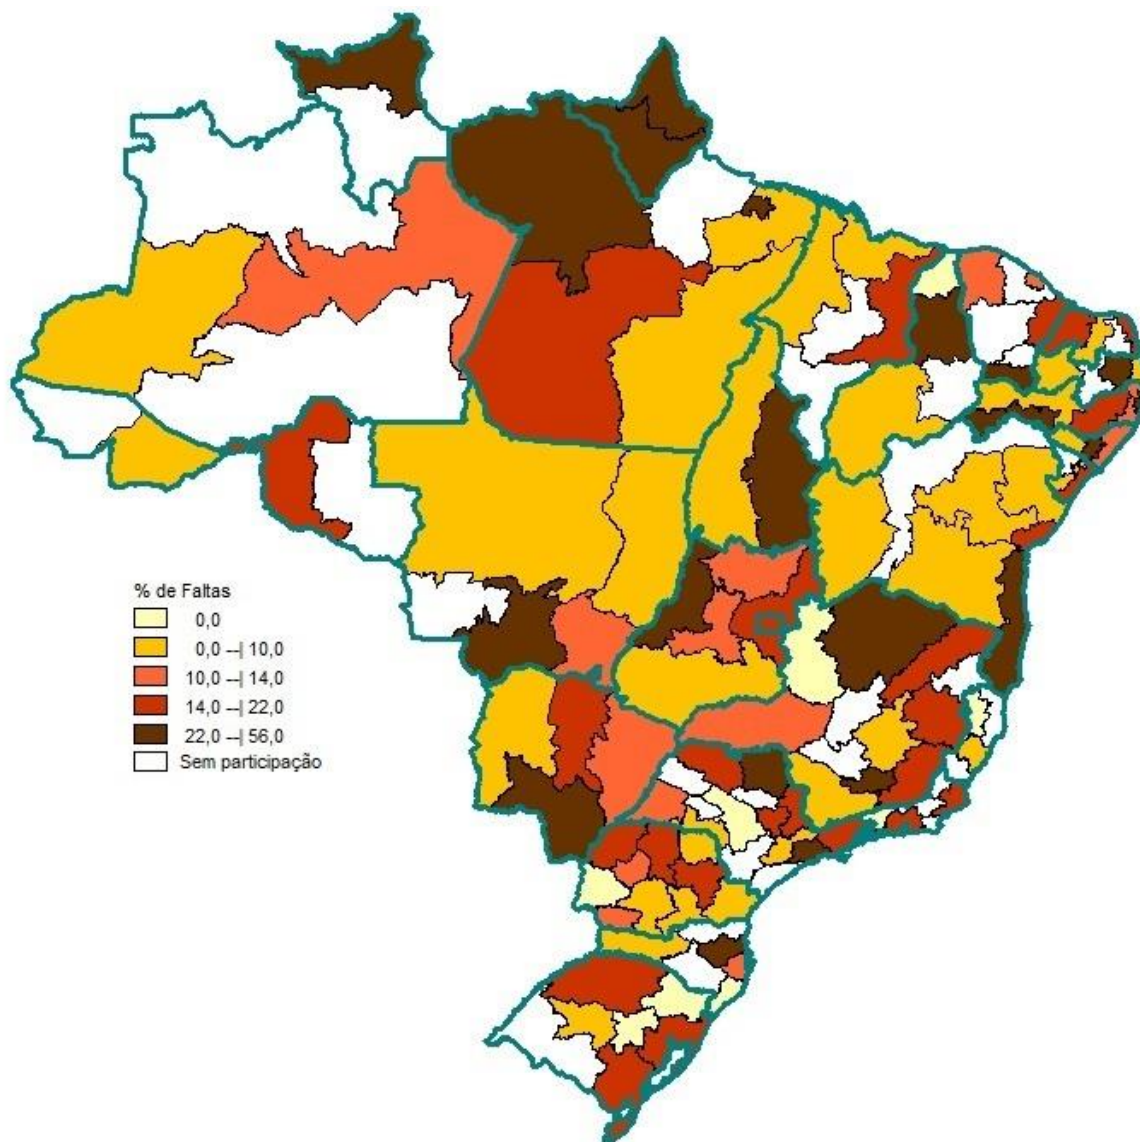 % de Faltas
0,0
0,0 --| 10,0
10,0 --| 14,0
14,0 --| 22,0
22,0 --| 56,0
Sem participação